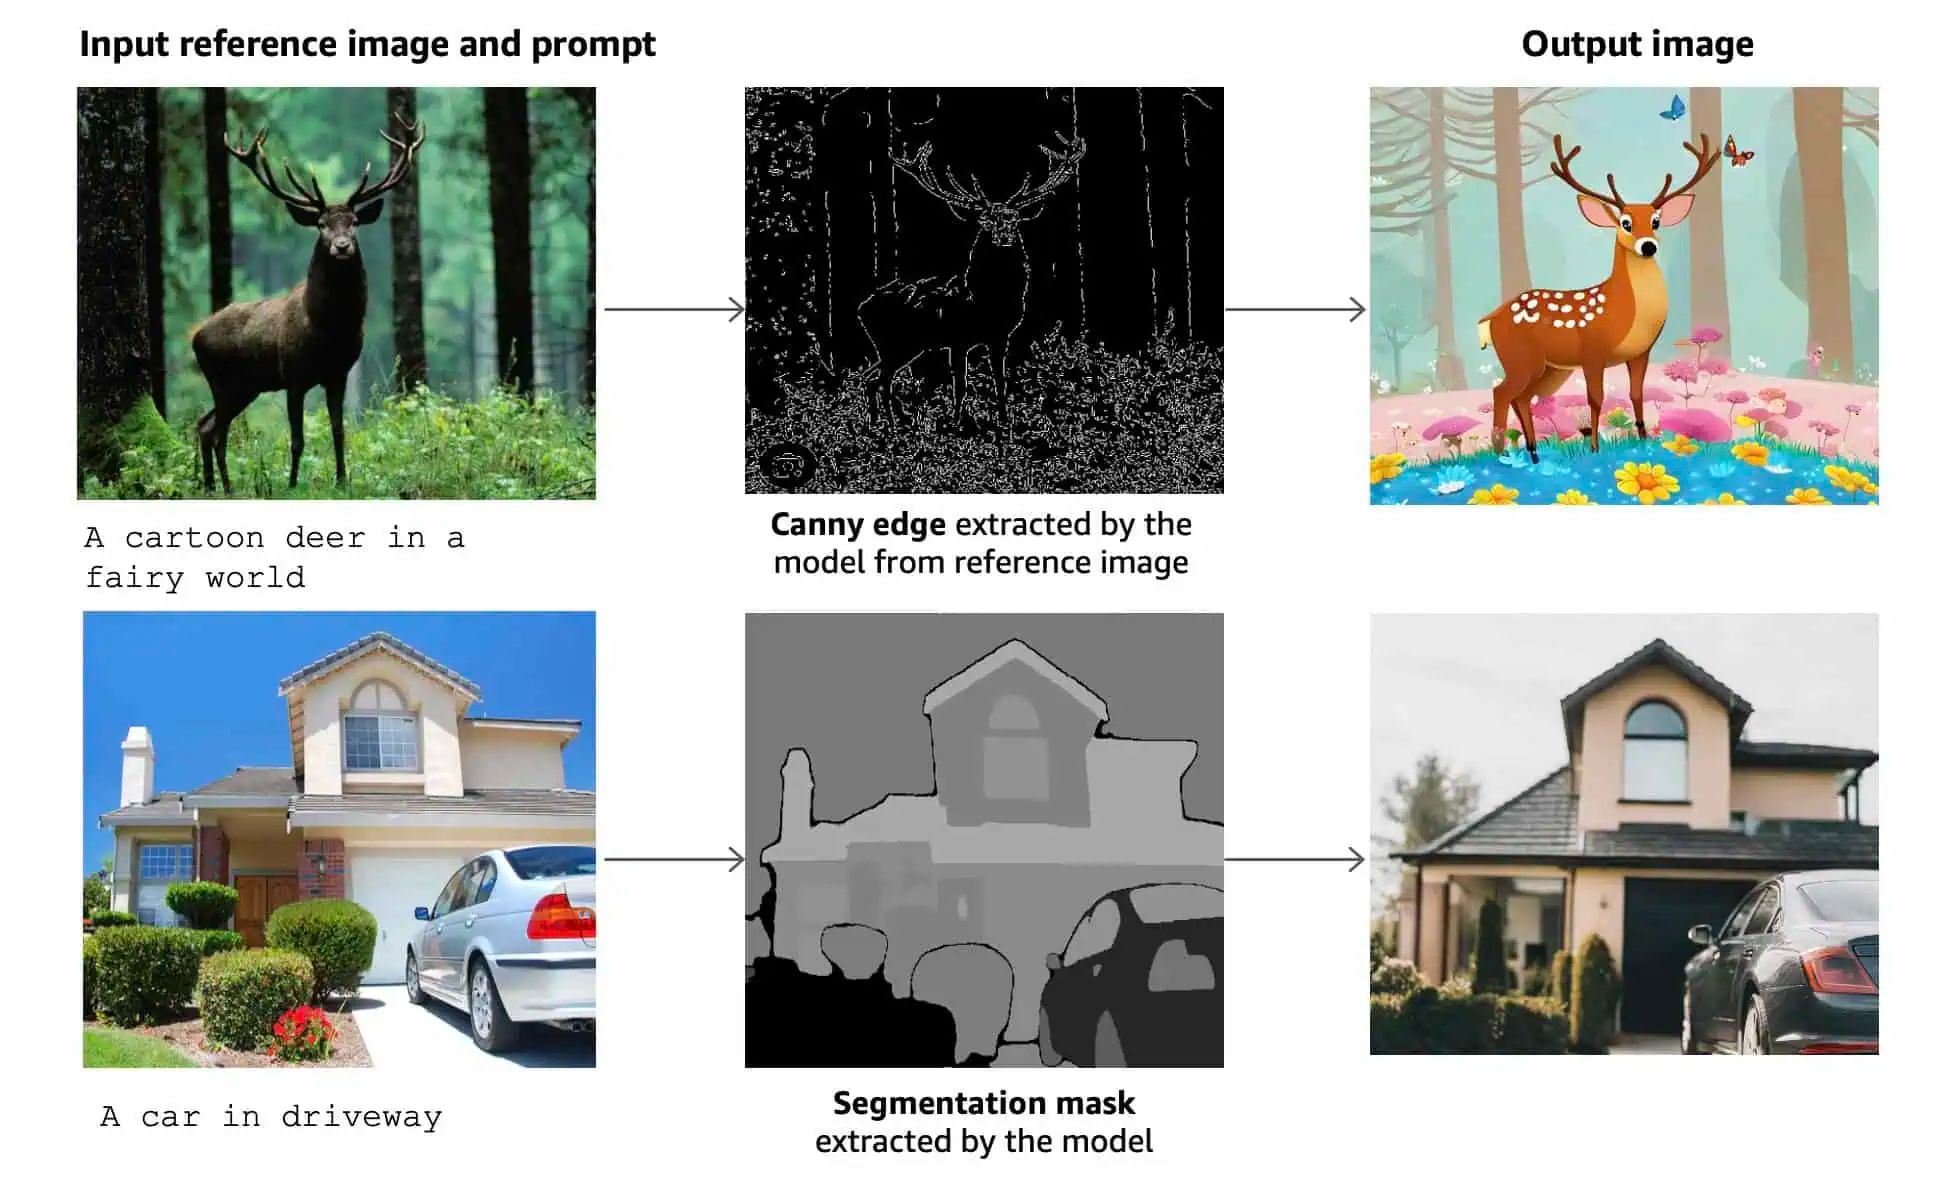 Input reference image and prompt
Output image
A cartoon deer in a
fairy world
Canny edge extracted by the
model from reference image
A car in driveway
Segmentation mask
extracted by the model